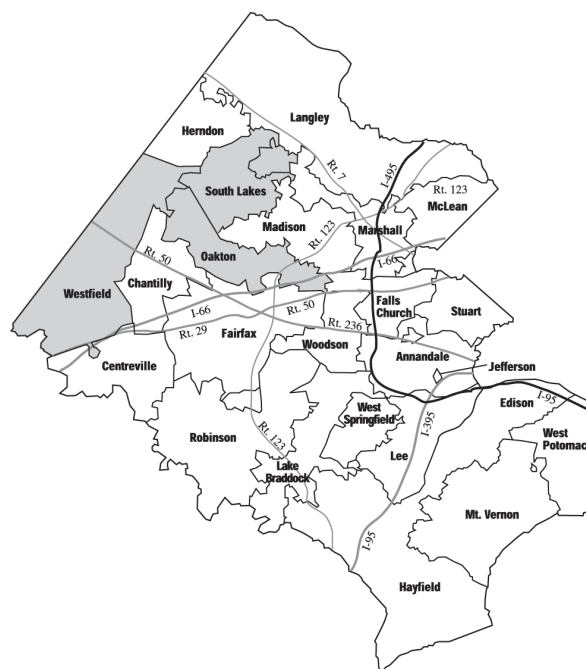 Langley
Herndon
Rt. 7
I-495
South Lakes
Rt. 123
McLean
Madison
Rt. 123
Marshall
Oakton
Rt. 50
I-66
Chantilly
Westfield
I-66
Rt. 50
Falls
Church
Stuart
Rt. 29
Fairfax
Rt. 236
Woodson
Annandale
Centreville
Jefferson
Edison
I-95
West
Springfield
I-395
Robinson
Rt. 123
West
Potomac
Lee
Lake
Braddock
Mt. Vernon
I-95
Hayfield